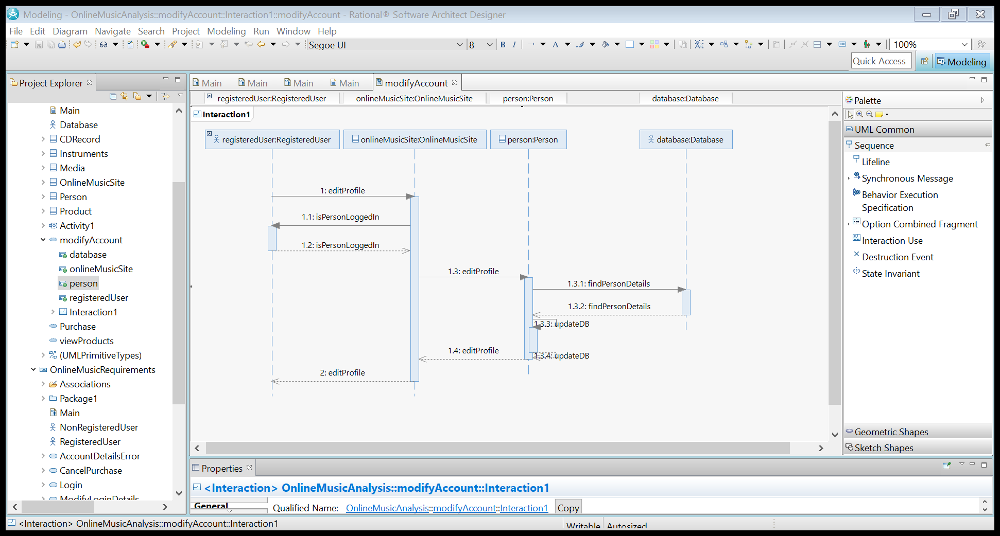 Modeling - OnlineMusicAnalysis::modifyAccount::Interaction1::modifyAccount - Rational® Software Architect Designer
File Edit Diagram Navigate Search Project Modeling Run Window Help
Segoe UI 8 B I A 100%
Quick Access Modeling
Project Explorer
Main
Database
CDRecord
Instruments
Media
OnlineMusicSite
Person
Product
Activity1
modifyAccount
database
onlineMusicSite
person
registeredUser
Interaction1
Purchase
viewProducts
(UMLPrimitiveTypes)
OnlineMusicRequirements
Associations
Package1
Main
NonRegisteredUser
RegisteredUser
AccountDetailsError
CancelPurchase
Login
ModifyLoginDetails
Main Main Main Main modifyAccount
registeredUser:RegisteredUser onlineMusicSite:OnlineMusicSite person:Person database:Database
Interaction1
registeredUser:RegisteredUser onlineMusicSite:OnlineMusicSite person:Person database:Database
1: editProfile
1.1: isPersonLoggedIn
1.2: isPersonLoggedIn
1.3: editProfile
1.3.1: findPersonDetails
1.3.2: findPersonDetails
1.3.3: updateDB
1.4: editProfile
1.3.4: updateDB
2: editProfile
Palette
UML Common
Sequence
Lifeline
Synchronous Message
Behavior Execution
Specification
Option Combined Fragment
Interaction Use
Destruction Event
State Invariant
Geometric Shapes
Sketch Shapes
Properties
<Interaction> OnlineMusicAnalysis::modifyAccount::Interaction1
General
Qualified Name: OnlineMusicAnalysis::modifyAccount::Interaction1 Copy
<Interaction> OnlineMusicAnalysis::modifyAccount::Interaction1
Writable Autosized